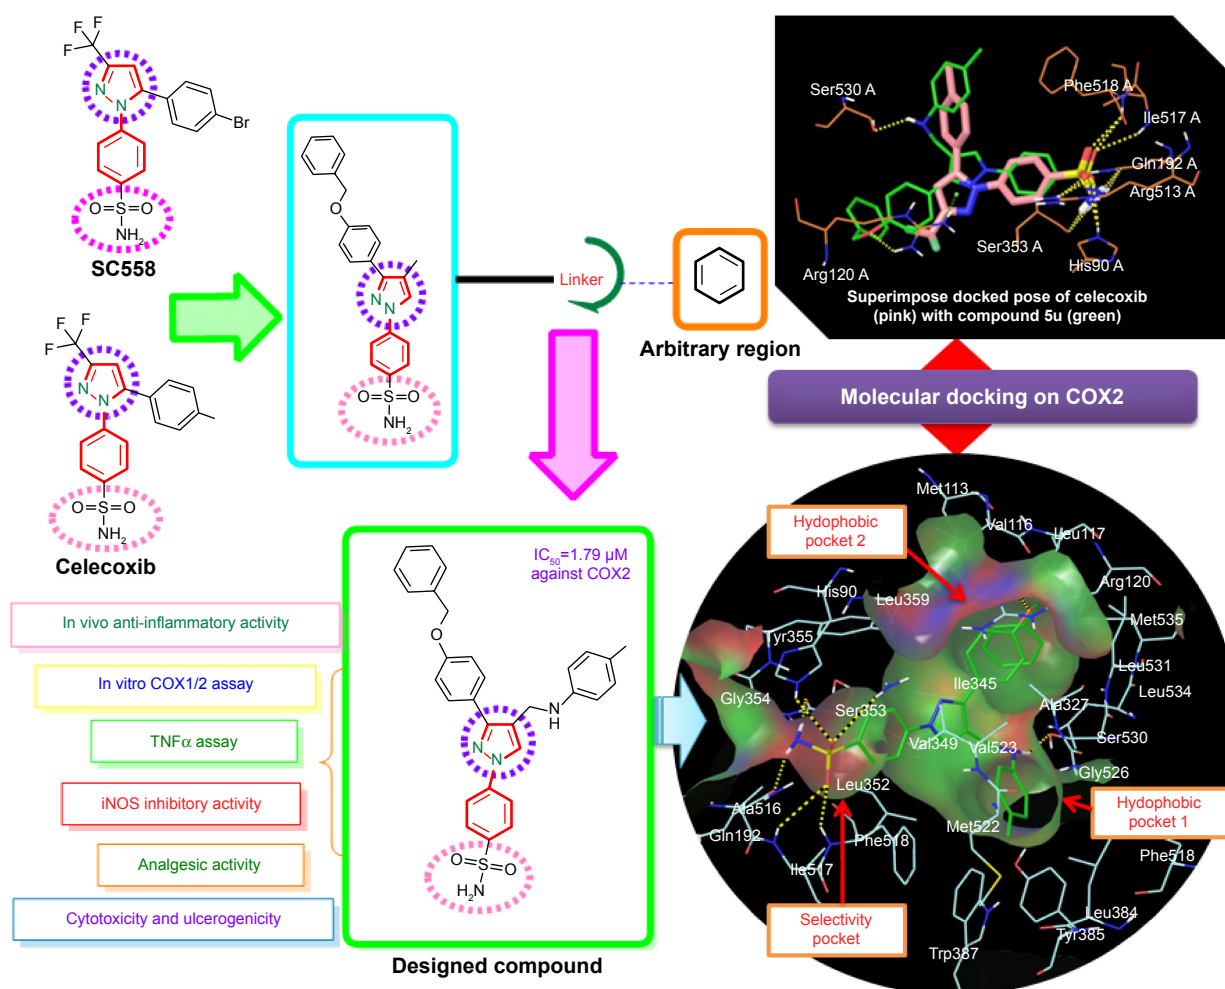 F
F
F
N
N
Br
O
S
O
NH2
SC558
F
F
F
N
N
O
S
O
NH2
Celecoxib
O
N
N
O
S
O
NH2
Linker
Arbitrary region
Ser530 A
Phe518 A
Ile517 A
Gln192 A
Arg513 A
Ser353 A
His90 A
Arg120 A
Superimpose docked pose of celecoxib
(pink) with compound 5u (green)
Molecular docking on COX2
In vivo anti-inflammatory activity
In vitro COX1/2 assay
TNFα assay
iNOS inhibitory activity
Analgesic activity
Cytotoxicity and ulcerogenicity
IC50=1.79 µM
against COX2
O
N
H
N
N
O
S
O
H2N
Designed compound
Met113
Hydophobic
pocket 2
Val116
Leu117
Arg120
His90
Leu359
Met535
Tyr355
Leu531
Ile345
Leu534
Gly354
Ser353
Ala327
Val349
Val523
Ser530
Gly526
Leu352
Ala516
Hydophobic
pocket 1
Met522
Gln192
Phe518
Ile517
Phe518
Selectivity
pocket
Leu384
Tyr385
Trp387